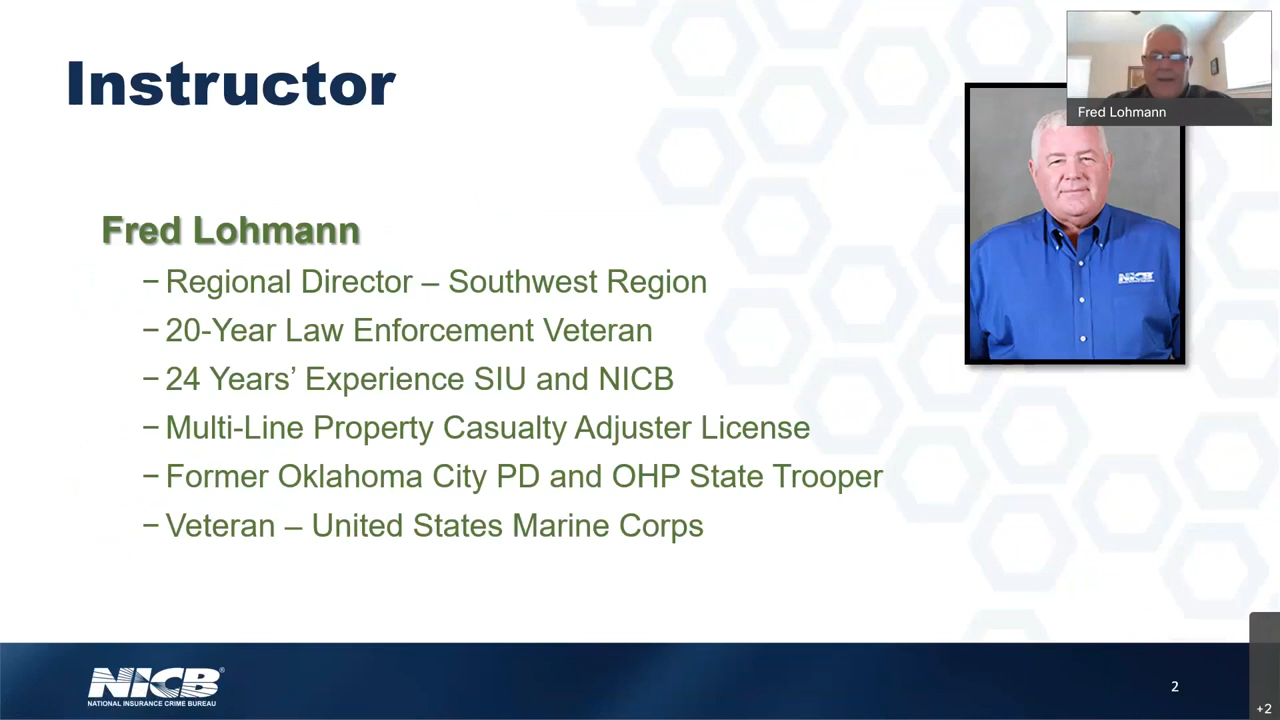 Instructor
Fred Lohmann
Fred Lohmann
– Regional Director – Southwest Region
– 20-Year Law Enforcement Veteran
– 24 Years’ Experience SIU and NICB
– Multi-Line Property Casualty Adjuster License
– Former Oklahoma City PD and OHP State Trooper
– Veteran – United States Marine Corps
NICB
NICB®
NATIONAL INSURANCE CRIME BUREAU
2
+2